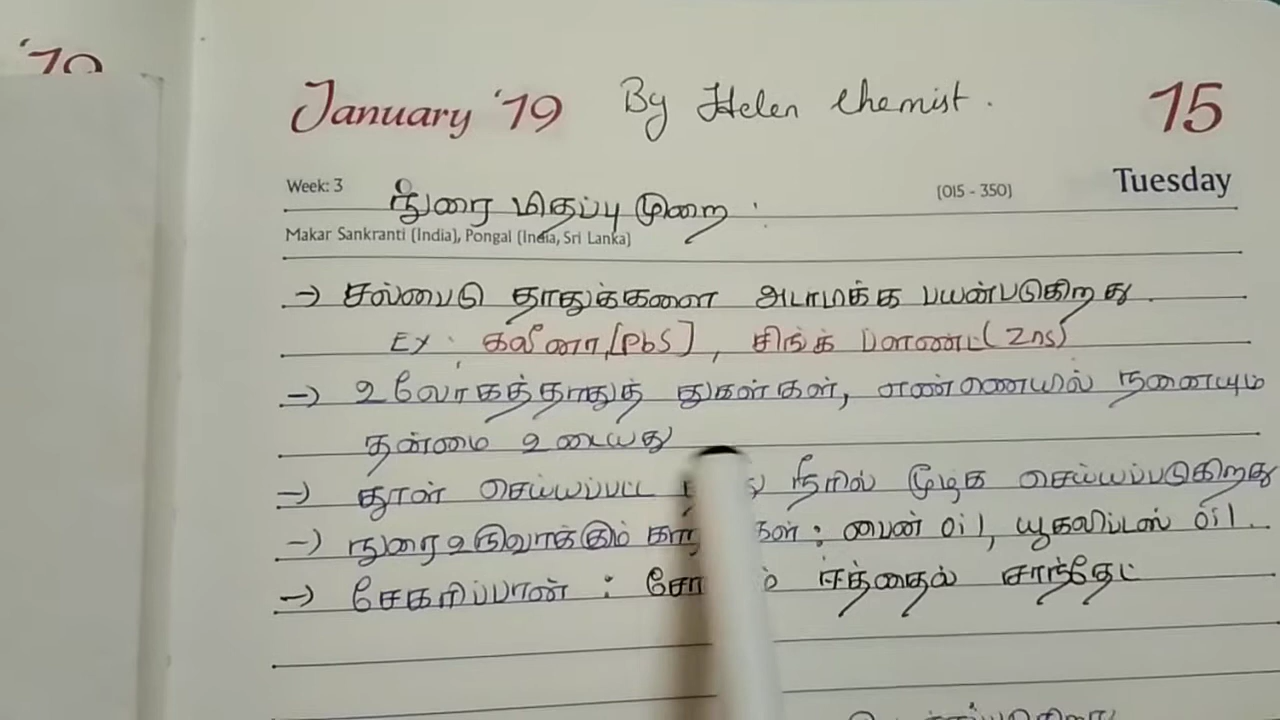 '19
January '19 By Helen chemist.
15
Week: 3
(015 - 350)
Tuesday
நுரை மிதப்பு முறை :
Makar Sankranti (India), Pongal (India, Sri Lanka)
→ சல்பைடு தாதுக்களை அடர்பிக்க பயன்படுகிறது.
Ex : கலீனா [PbS], சிங்க் பிளண்ட் (ZnS)
→ உலோகத்தாதுத் துகள்கள், எண்ணெயில் நனையும்
தன்மை உடையது
→ தூள் செய்யப்பட்ட நீரில் மூழ்க செய்யப்படுகிறது
→ நுரை உருவாக்கும் : பைன் oil, யூகலிப்டஸ் oil.
→ சேகரிப்பான் : ஈத்தைல் சாந்தேட்